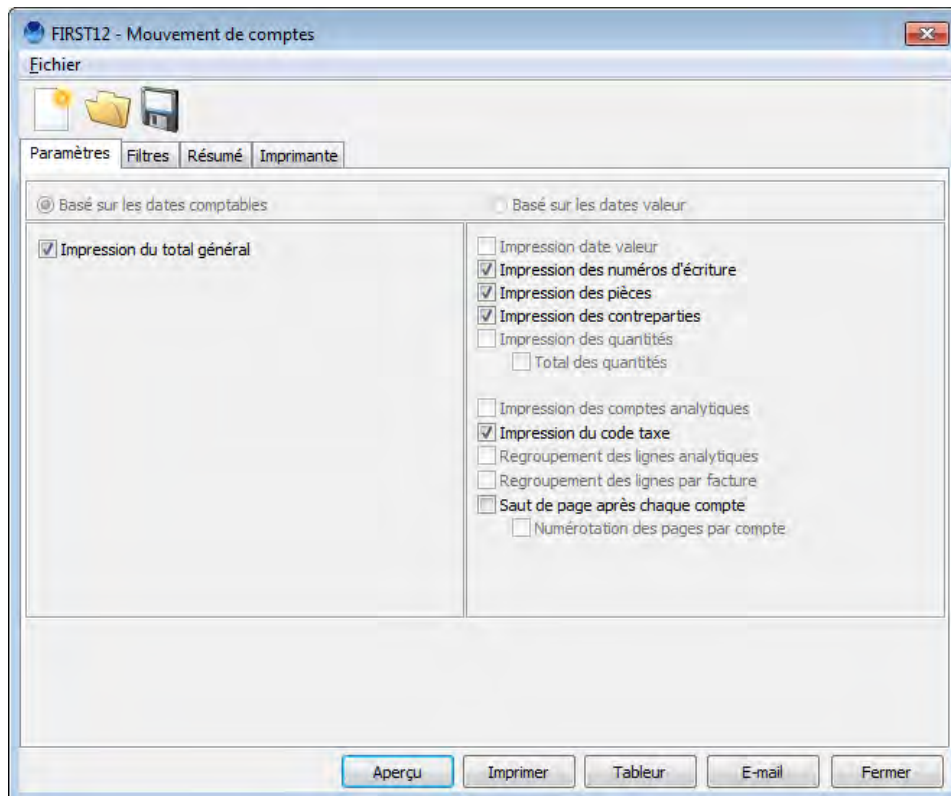 FIRST12 - Mouvement de comptes
Fichier
Paramètres Filtres Résumé Imprimante
Basé sur les dates comptables Basé sur les dates valeur
Impression du total général
Impression date valeur
Impression des numéros d'écriture
Impression des pièces
Impression des contreparties
Impression des quantités
Total des quantités
Impression des comptes analytiques
Impression du code taxe
Regroupement des lignes analytiques
Regroupement des lignes par facture
Saut de page après chaque compte
Numérotation des pages par compte
Aperçu Imprimer Tableur E-mail Fermer